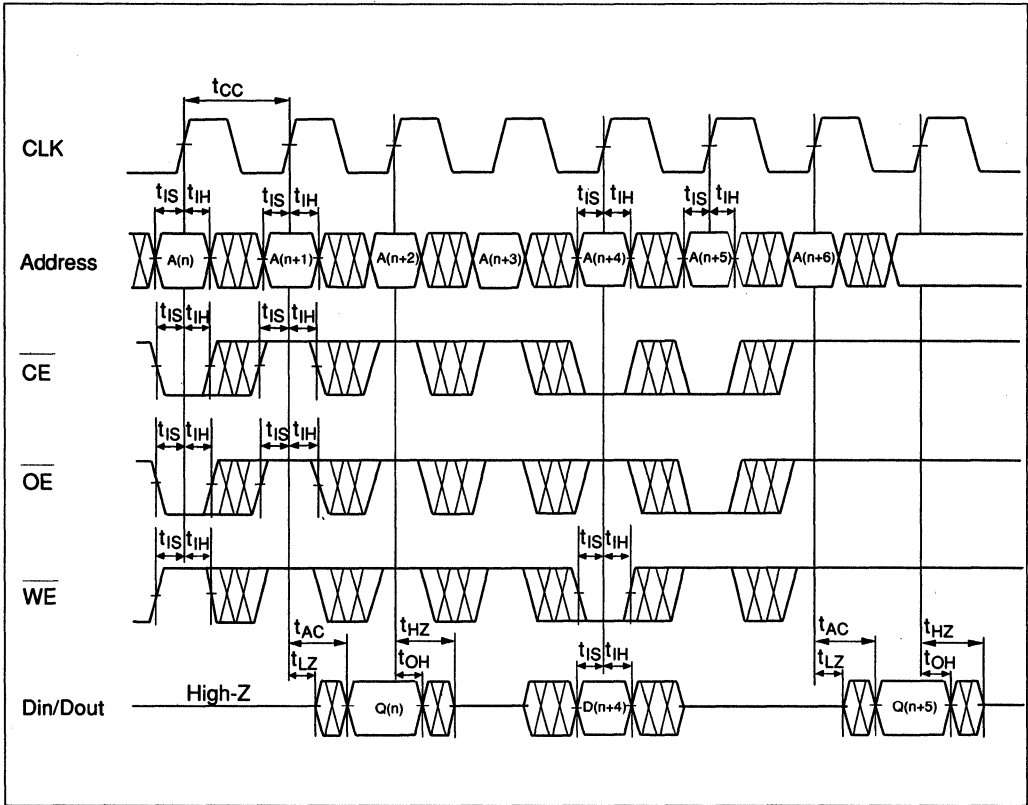 tCC
CLK
tIS tIH tIS tIH tIS tIH tIS tIH
Address A(n) A(n+1) A(n+2) A(n+3) A(n+4) A(n+5) A(n+6)
tIS tIH tIS tIH
CE
tIS tIH tIS tIH
OE
tIS tIH tIS tIH
WE
tAC tHZ tAC tHZ
tLZ tOH tIS tIH tLZ tOH
High-Z
Din/Dout Q(n) D(n+4) Q(n+5)